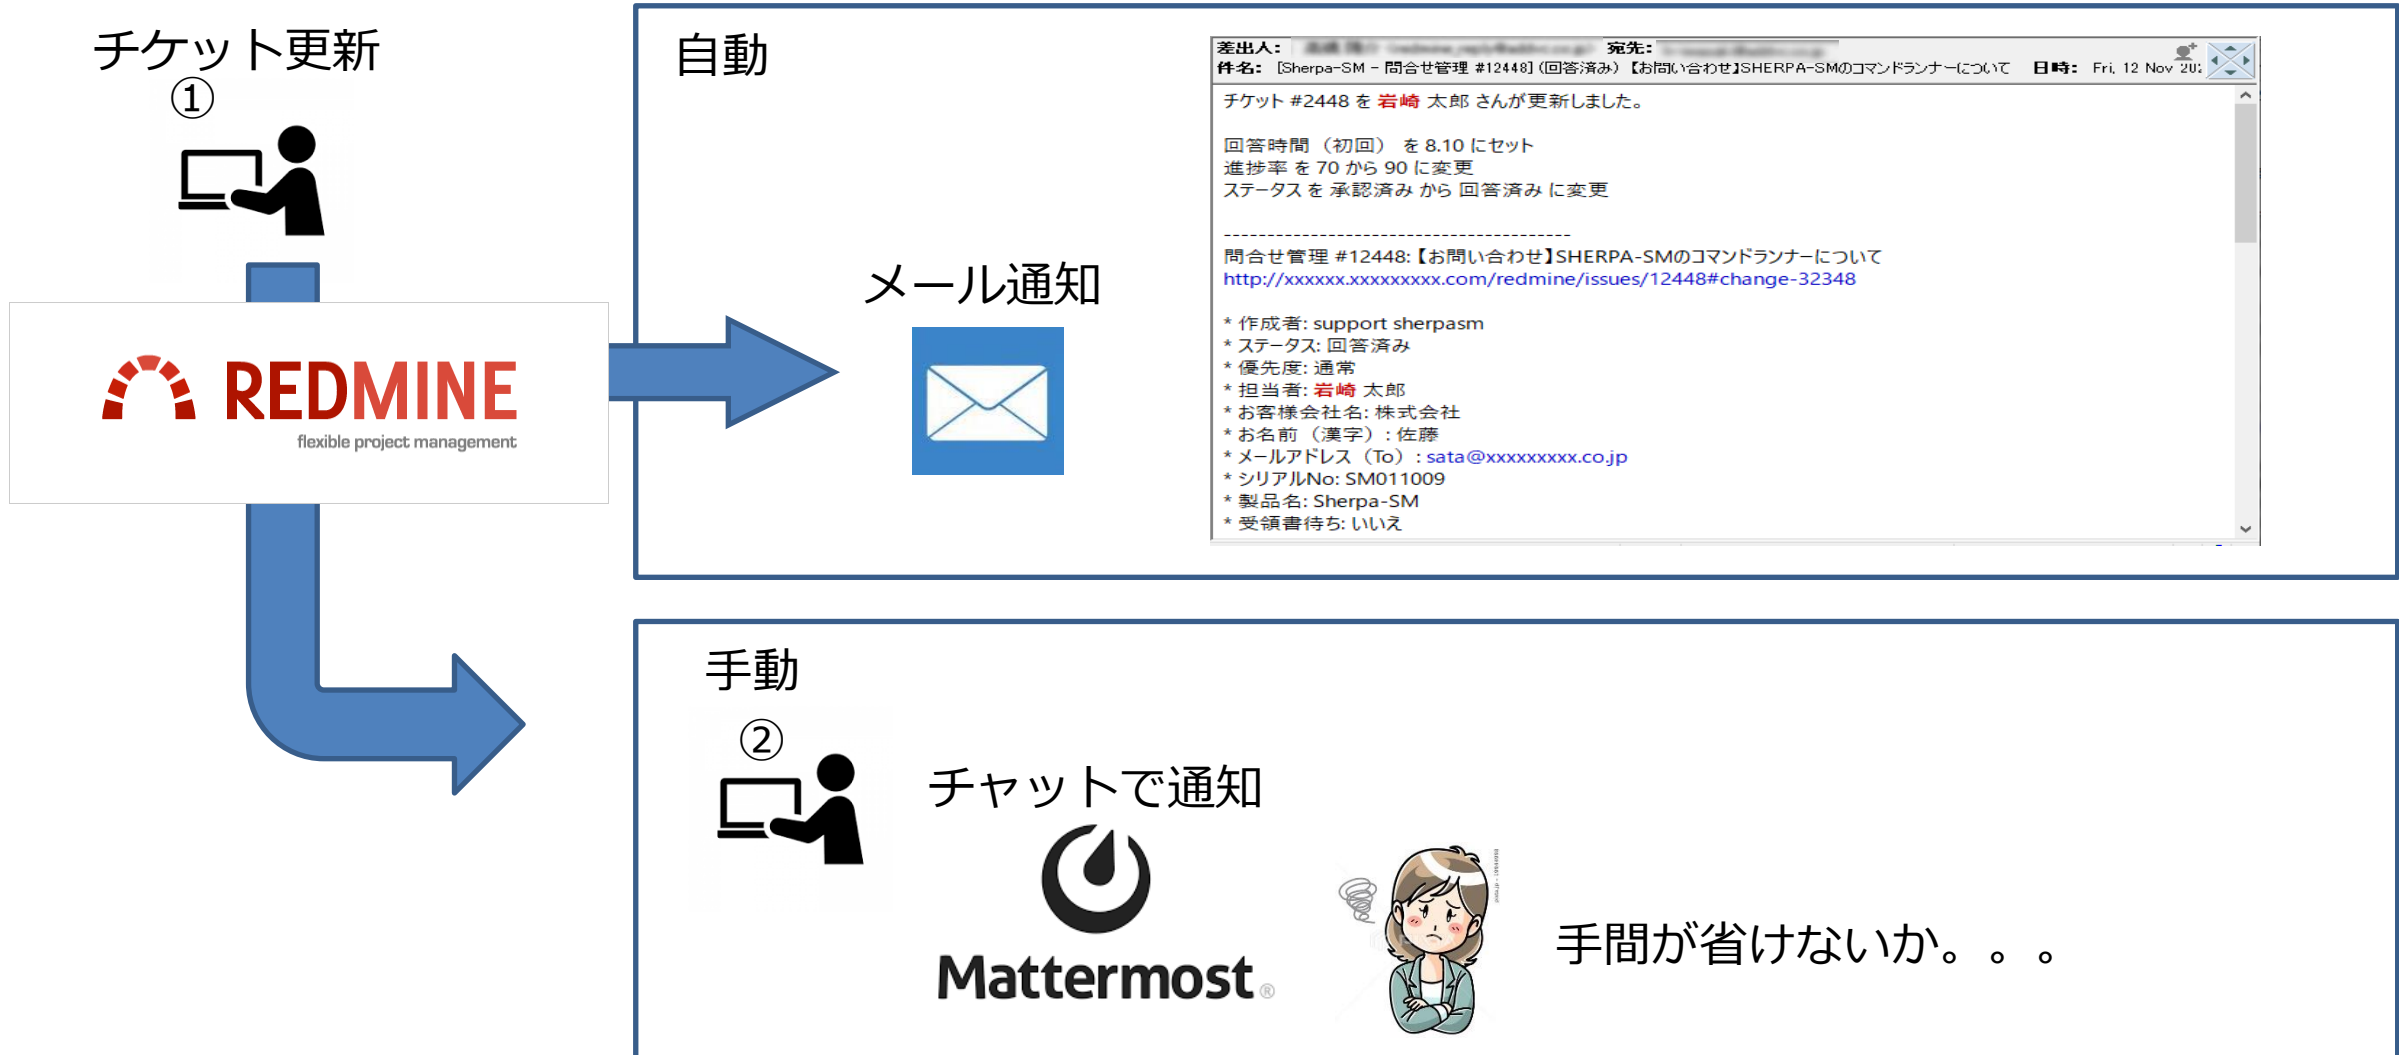 チケット更新
①
REDMINE
flexible project management
自動
メール通知
差出人: 宛先:
件名: [Sherpa-SM - 問合せ管理 #12448] (回答済み) 【お問い合わせ】SHERPA-SMのコマンドランナーについて 日時: Fri, 12 Nov
チケット #2448 を 岩崎 太郎 さんが更新しました。
回答時間 （初回） を 8.10 にセット
進捗率 を 70 から 90 に変更
ステータス を 承認済み から 回答済み に変更
----------------------------------------
問合せ管理 #12448: 【お問い合わせ】SHERPA-SMのコマンドランナーについて
http://xxxxxx.xxxxxxxxx.com/redmine/issues/12448#change-32348
* 作成者: support sherpasm
* ステータス: 回答済み
* 優先度: 通常
* 担当者: 岩崎 太郎
* お客様会社名: 株式会社
* お名前 （漢字） : 佐藤
* メールアドレス （To） : sata@xxxxxxxxx.co.jp
* シリアルNo: SM011009
* 製品名: Sherpa-SM
* 受領書待ち: いいえ
手動
②
チャットで通知
Mattermost®
手間が省けないか。。。